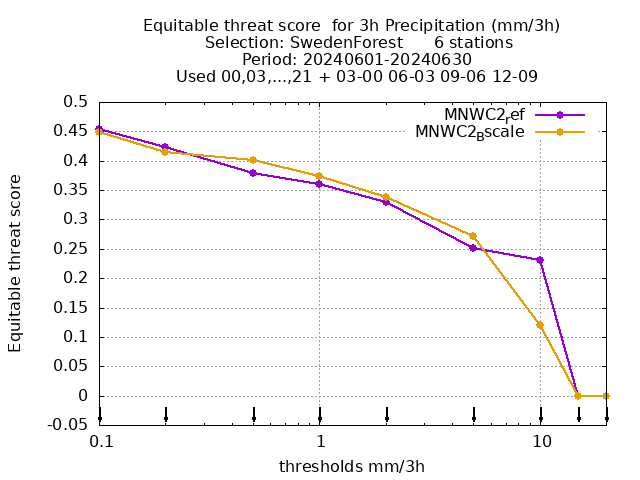 Equitable threat score  for 3h Precipitation (mm/3h)
Selection: SwedenForest      6 stations
Period: 20240601-20240630
Used 00,03,...,21 + 03-00 06-03 09-06 12-09
0.5
0.45
0.4
0.35
0.3
0.25
0.2
0.15
0.1
0.05
0
-0.05
0.1
1
10
MNWC2ref
MNWC2Bscale
Equitable threat score
thresholds mm/3h